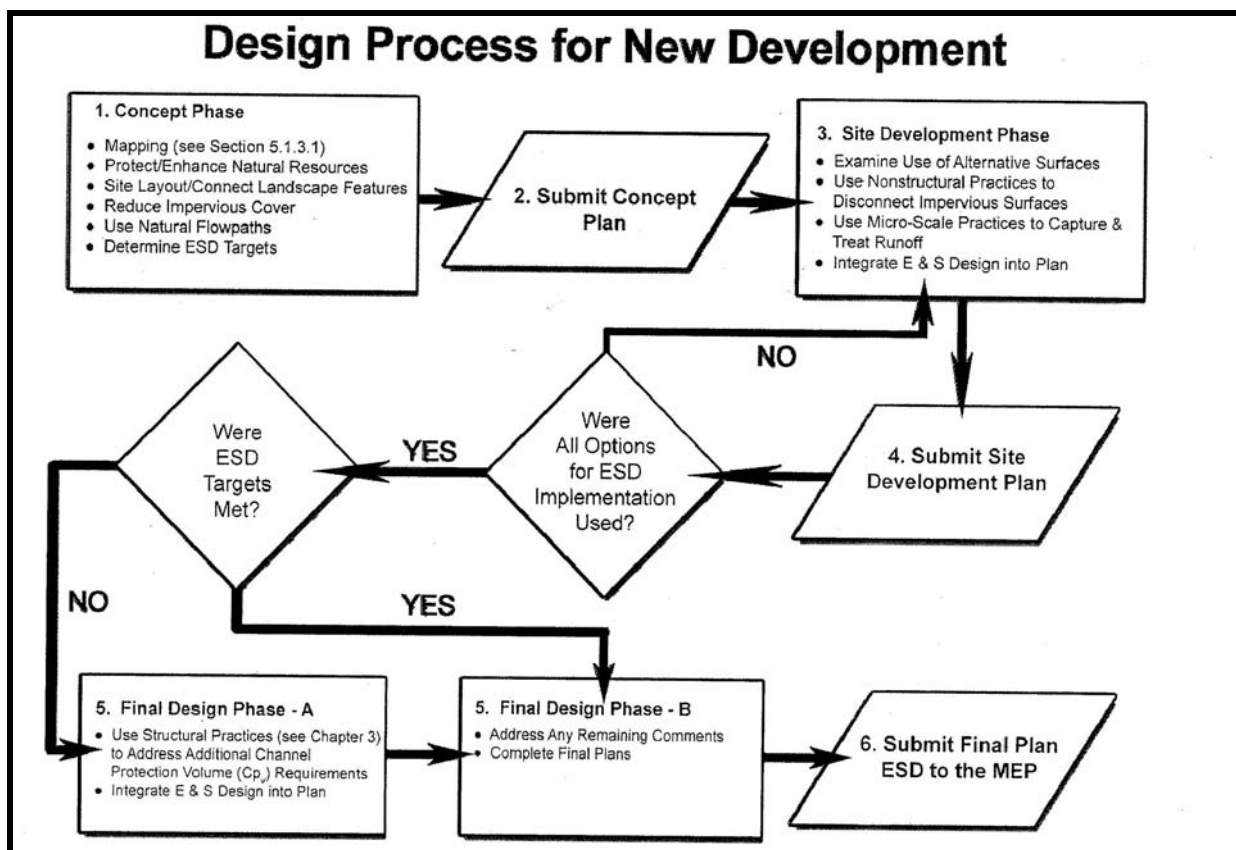 Design Process for New Development
1. Concept Phase
• Mapping (see Section 5.1.3.1)
• Protect/Enhance Natural Resources
• Site Layout/Connect Landscape Features
• Reduce Impervious Cover
• Use Natural Flowpaths
• Determine ESD Targets
2. Submit Concept
Plan
3. Site Development Phase
• Examine Use of Alternative Surfaces
• Use Nonstructural Practices to
Disconnect Impervious Surfaces
• Use Micro-Scale Practices to Capture &
Treat Runoff
• Integrate E & S Design into Plan
NO
4. Submit Site
Development Plan
Were
All Options
for ESD
Implementation
Used?
YES
Were
ESD
Targets
Met?
NO
YES
5. Final Design Phase - A
• Use Structural Practices (see Chapter 3)
to Address Additional Channel
Protection Volume (Cpv) Requirements
• Integrate E & S Design into Plan
5. Final Design Phase - B
• Address Any Remaining Comments
• Complete Final Plans
6. Submit Final Plan
ESD to the MEP